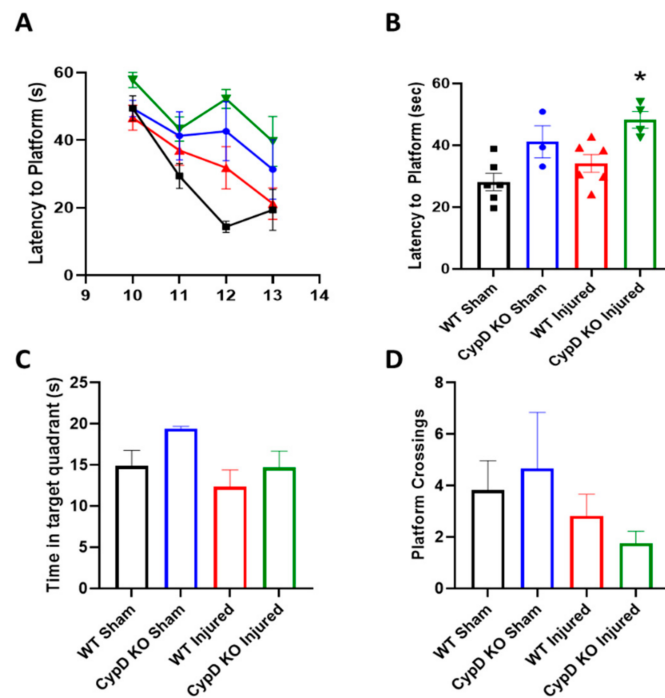 A
Latency to Platform (s)
60
40
20
0
9 10 11 12 13 14
B
*
Latency to Platform (sec)
60
40
20
0
WT Sham
CypD KO Sham
WT Injured
CypD KO Injured
C
Time in target quadrant (s)
25
20
15
10
5
0
WT Sham
CypD KO Sham
WT Injured
CypD KO Injured
D
Platform Crossings
8
6
4
2
0
WT Sham
CypD KO Sham
WT Injured
CypD KO Injured